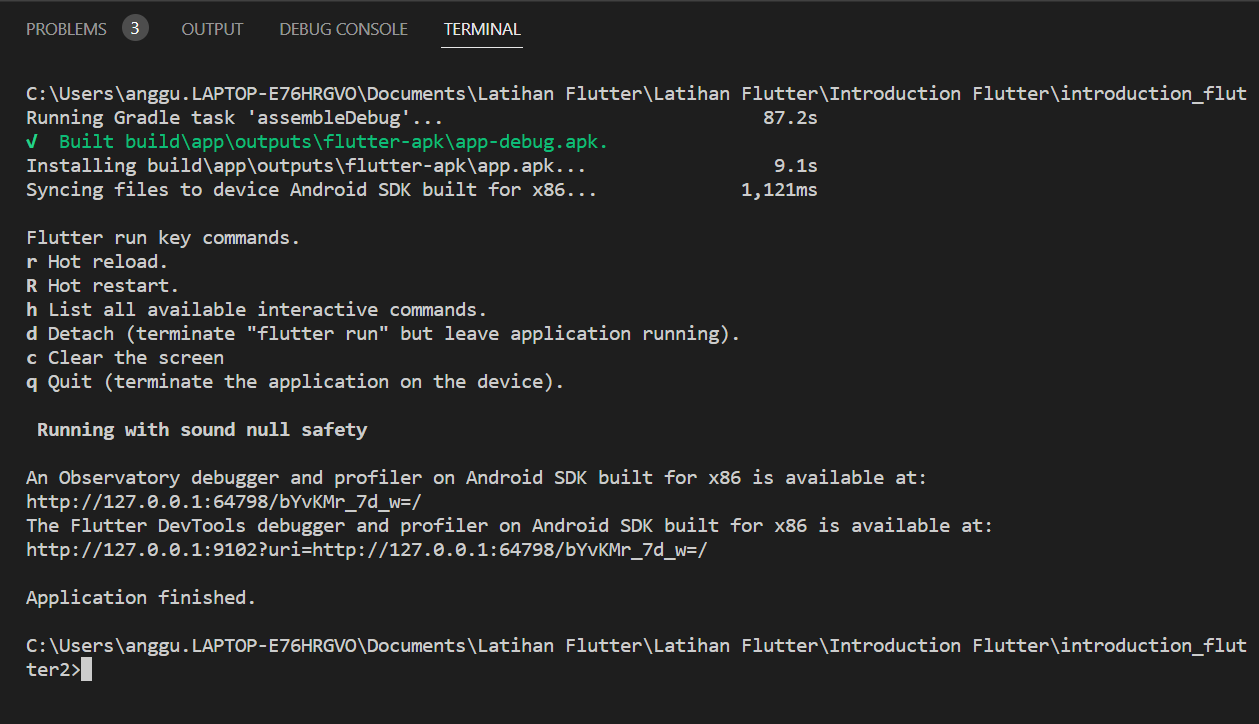 PROBLEMS 3 OUTPUT DEBUG CONSOLE TERMINAL
C:\Users\anggu.LAPTOP-E76HRGVO\Documents\Latihan Flutter\Latihan Flutter\Introduction Flutter\introduction_flut
Running Gradle task 'assembleDebug'... 87.2s
√ Built build\app\outputs\flutter-apk\app-debug.apk.
Installing build\app\outputs\flutter-apk\app.apk... 9.1s
Syncing files to device Android SDK built for x86... 1,121ms
Flutter run key commands.
r Hot reload.
R Hot restart.
h List all available interactive commands.
d Detach (terminate "flutter run" but leave application running).
c Clear the screen
q Quit (terminate the application on the device).
Running with sound null safety
An Observatory debugger and profiler on Android SDK built for x86 is available at:
http://127.0.0.1:64798/bYvKMr_7d_w=/
The Flutter DevTools debugger and profiler on Android SDK built for x86 is available at:
http://127.0.0.1:9102?uri=http://127.0.0.1:64798/bYvKMr_7d_w=/
Application finished.
C:\Users\anggu.LAPTOP-E76HRGVO\Documents\Latihan Flutter\Latihan Flutter\Introduction Flutter\introduction_flut
ter2>